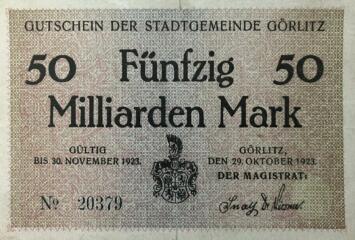 GUTSCHEIN DER STADTGEMEINDE GÖRLITZ
50 Fünfzig 50
Milliarden Mark
GÜLTIG
BIS 30. NOVEMBER 1923.
GÖRLITZ,
DEN 29. OKTOBER 1923.
DER MAGISTRAT:
No 20379